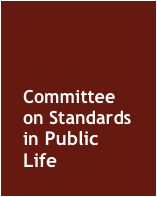 Committee
on Standards
in Public
Life